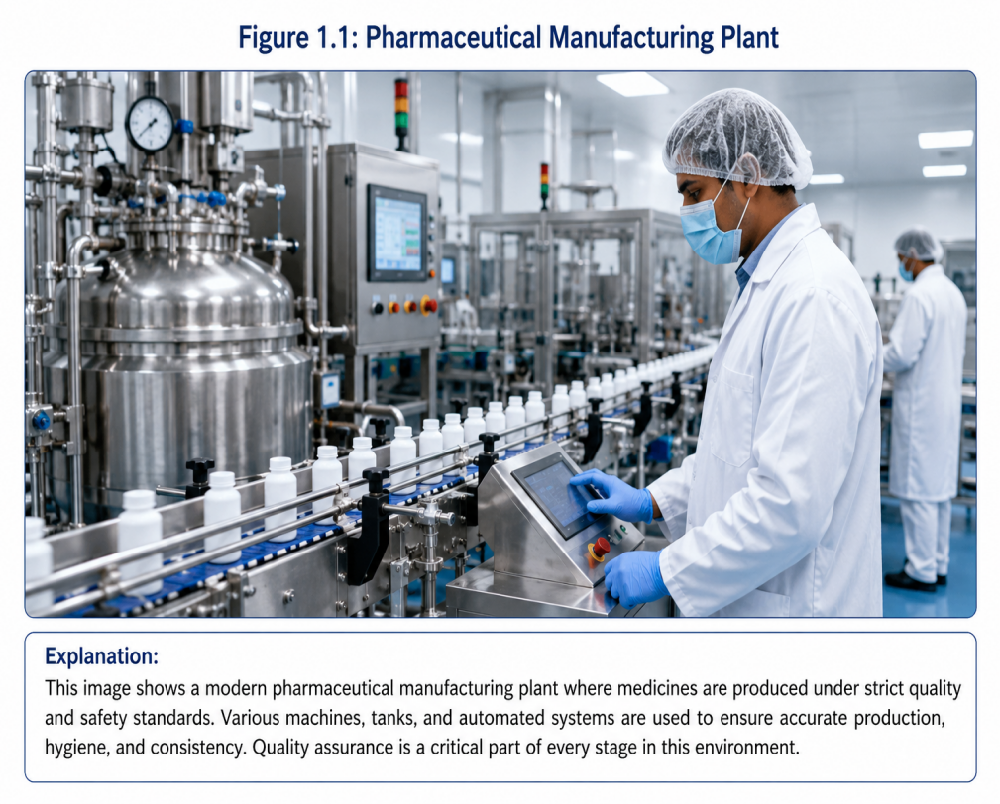 Figure 1.1: Pharmaceutical Manufacturing Plant
Explanation:
This image shows a modern pharmaceutical manufacturing plant where medicines are produced under strict quality
and safety standards. Various machines, tanks, and automated systems are used to ensure accurate production,
hygiene, and consistency. Quality assurance is a critical part of every stage in this environment.